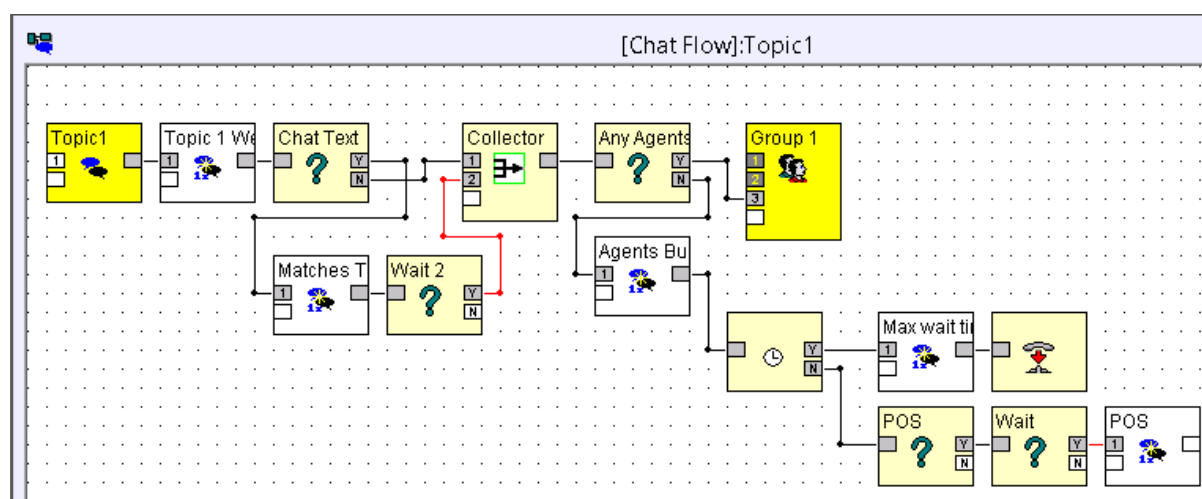 [Chat Flow]:Topic1
Topic1
1
Topic 1 We
1
Chat Text
Y
N
Collector
1
2
Any Agents
Y
N
Group 1
1
2
3
Matches T
1
Wait 2
Y
N
Agents Bu
1
Y
N
Max wait ti
1
POS
Y
N
Wait
Y
N
POS
1